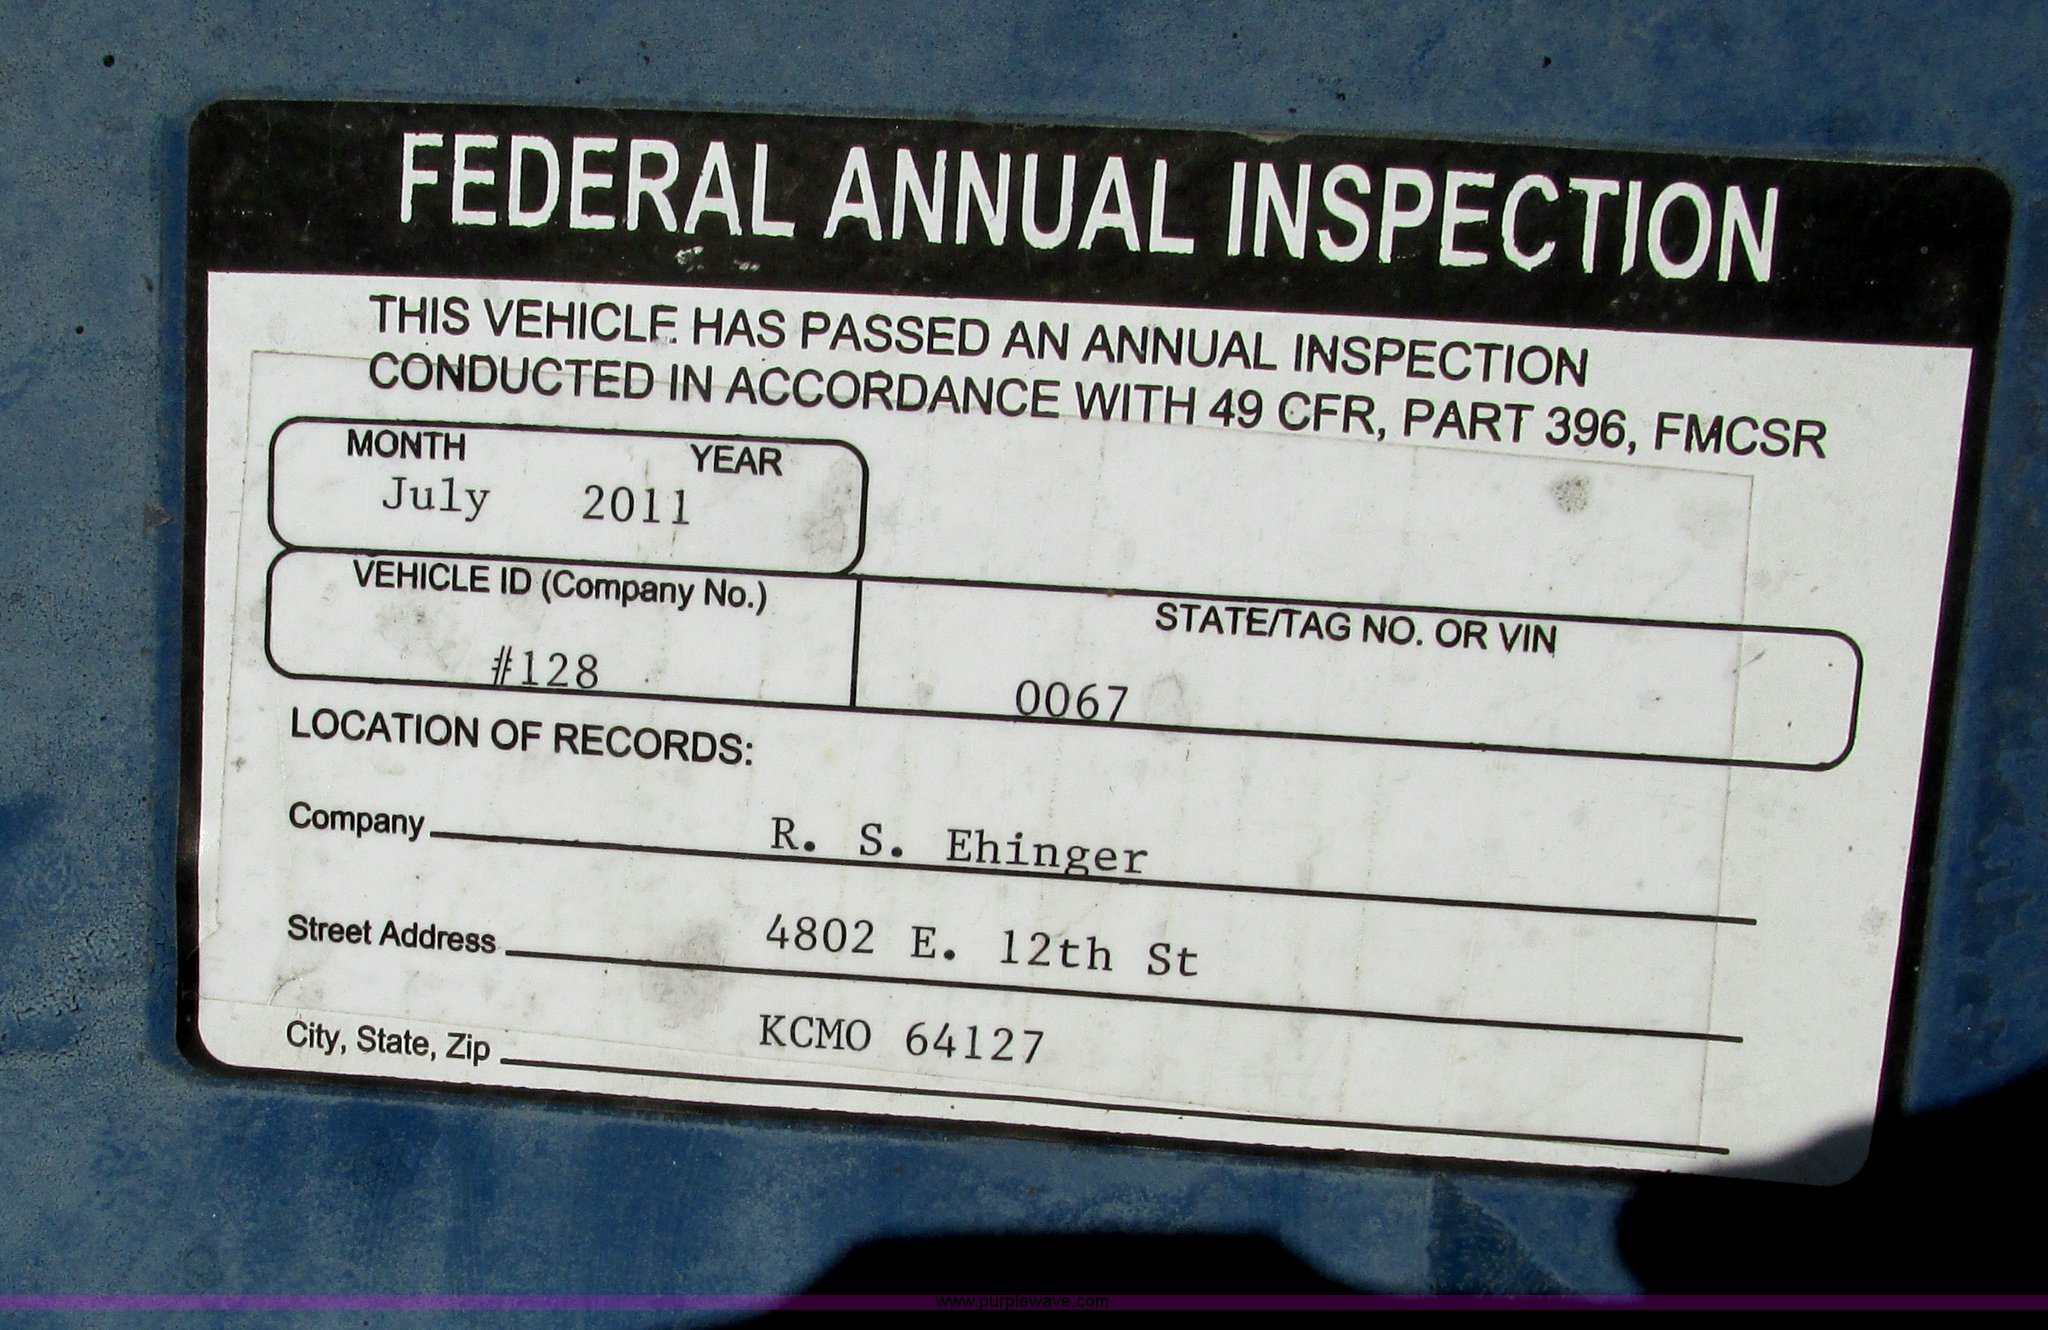 FEDERAL ANNUAL INSPECTION
THIS VEHICLE HAS PASSED AN ANNUAL INSPECTION
CONDUCTED IN ACCORDANCE WITH 49 CFR, PART 396, FMCSR
MONTH YEAR
July 2011
VEHICLE ID (Company No.) STATE/TAG NO. OR VIN
#128 0067
LOCATION OF RECORDS:
Company R. S. Ehinger
Street Address 4802 E. 12th St
City, State, Zip KCMO 64127
www.purplewave.com